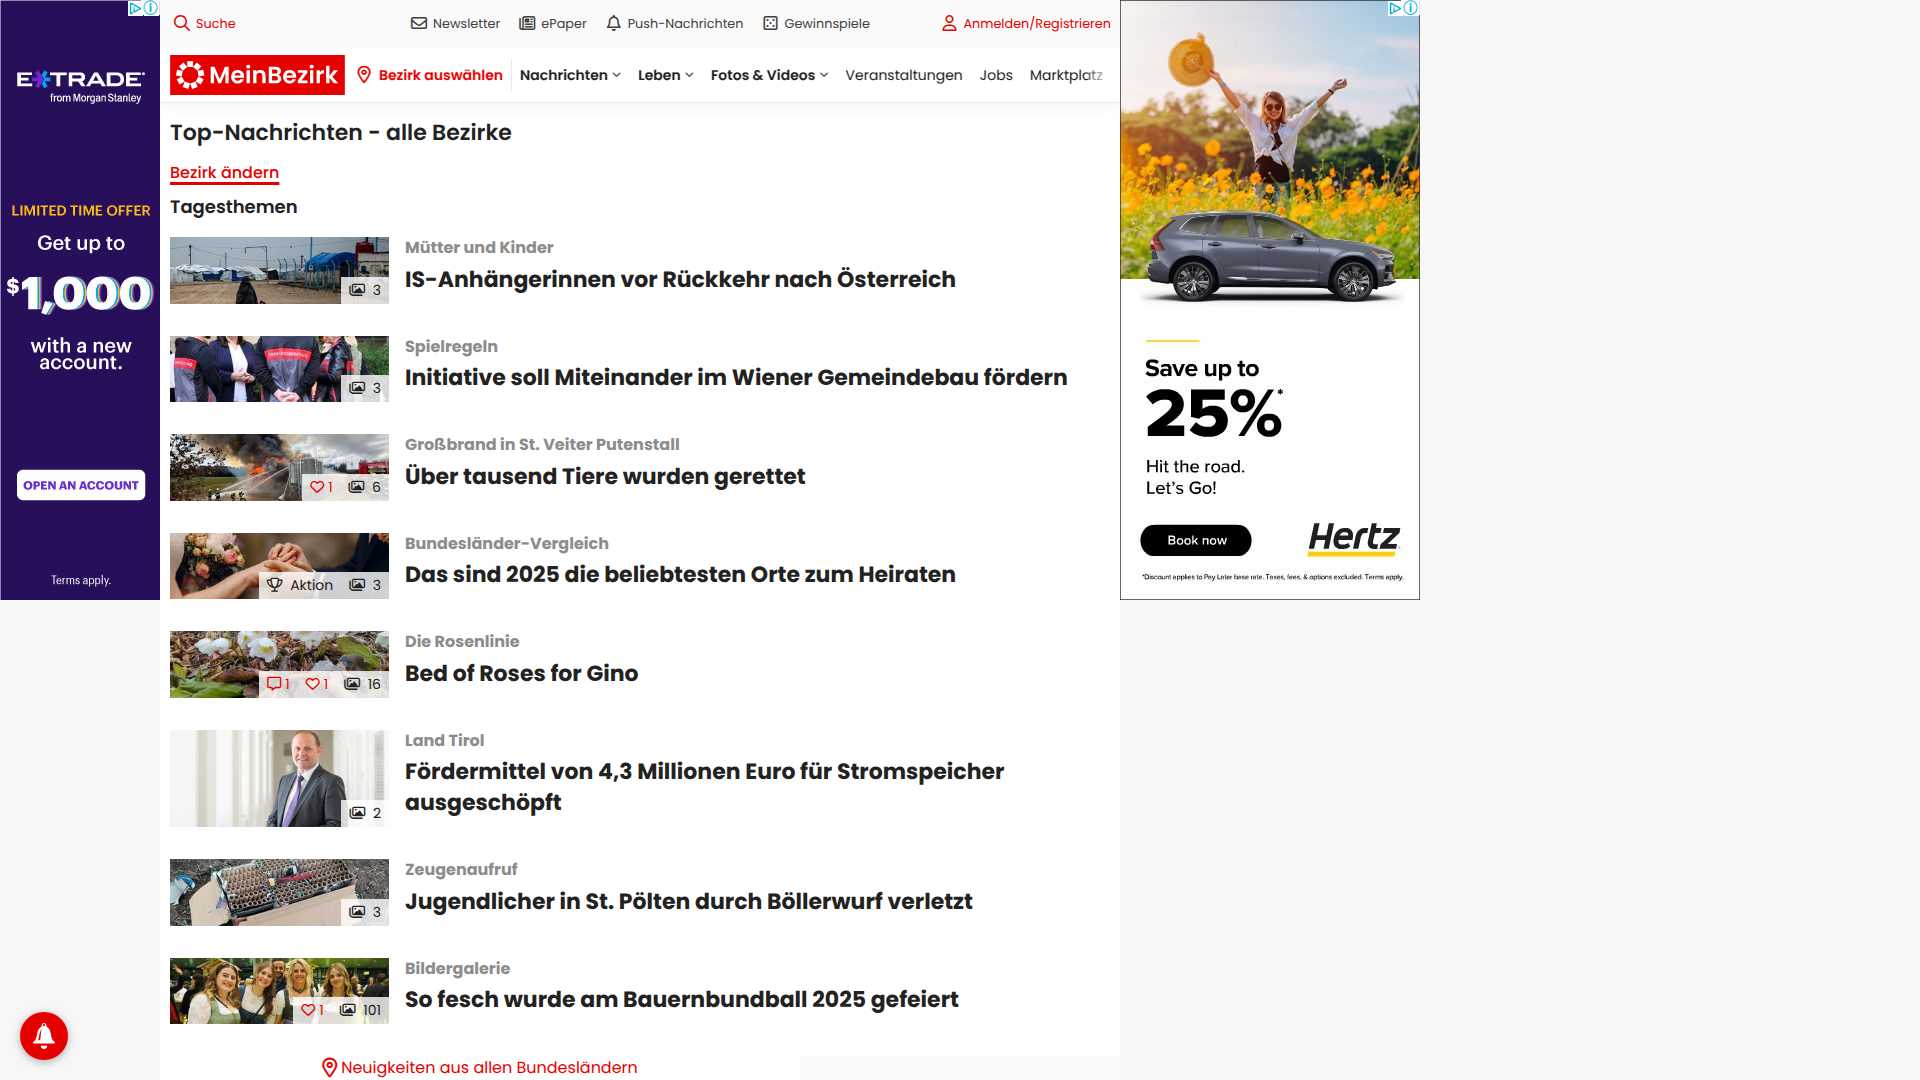 Suche
Newsletter
ePaper
Push-Nachrichten
Gewinnspiele
Anmelden/Registrieren
MeinBezirk
Bezirk auswählen
Nachrichten
Leben
Fotos & Videos
Veranstaltungen
Jobs
Marktplatz
E*TRADE
from Morgan Stanley
LIMITED TIME OFFER
Get up to
$1,000
with a new
account.
OPEN AN ACCOUNT
Terms apply.
Top-Nachrichten - alle Bezirke
Bezirk ändern
Tagesthemen
Mütter und Kinder
IS-Anhängerinnen vor Rückkehr nach Österreich
3
Spielregeln
Initiative soll Miteinander im Wiener Gemeindebau fördern
3
Großbrand in St. Veiter Putenstall
Über tausend Tiere wurden gerettet
1 6
Bundesländer-Vergleich
Das sind 2025 die beliebtesten Orte zum Heiraten
Aktion 3
Die Rosenlinie
Bed of Roses for Gino
1 1 16
Land Tirol
Fördermittel von 4,3 Millionen Euro für Stromspeicher
ausgeschöpft
2
Zeugenaufruf
Jugendlicher in St. Pölten durch Böllerwurf verletzt
3
Bildergalerie
So fesch wurde am Bauernbundball 2025 gefeiert
1 101
Neuigkeiten aus allen Bundesländern
Save up to
25%*
Hit the road.
Let's Go!
Book now
Hertz
*Discount applies to Pay Later base rate. Taxes, fees, & options excluded. Terms apply.